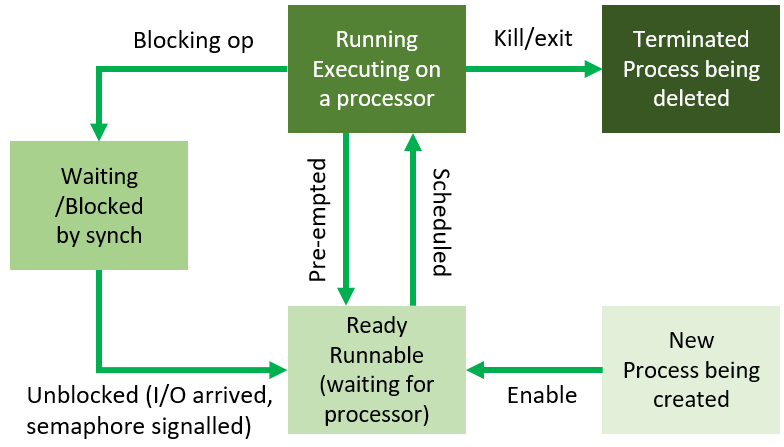 Blocking op
Running
Executing on
a processor
Kill/exit
Terminated
Process being
deleted
Waiting
/Blocked
by synch
Pre-empted
Scheduled
Unblocked (I/O arrived,
semaphore signalled)
Ready
Runnable
(waiting for
processor)
Enable
New
Process being
created